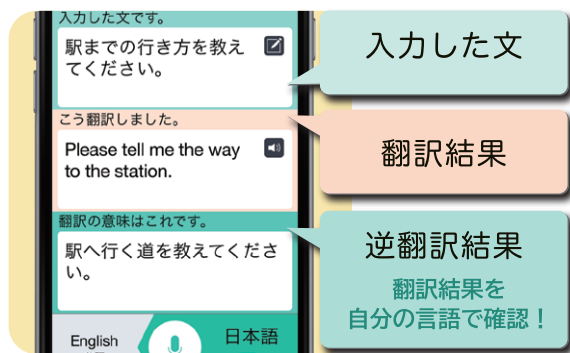 入力した文です。
駅までの行き方を教え
てください。
入力した文
こう翻訳しました。
Please tell me the way
to the station.
翻訳結果
翻訳の意味はこれです。
駅へ行く道を教えてくださ
い。
逆翻訳結果
翻訳結果を
自分の言語で確認！
English
日本語